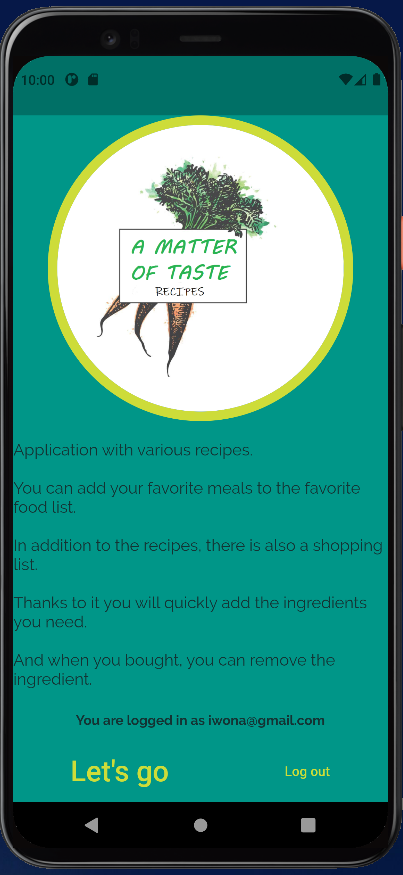 10:00
A MATTER
OF TASTE
RECIPES
Application with various recipes.
You can add your favorite meals to the favorite
food list.
In addition to the recipes, there is also a shopping
list.
Thanks to it you will quickly add the ingredients
you need.
And when you bought, you can remove the
ingredient.
You are logged in as iwona@gmail.com
Let's go
Log out